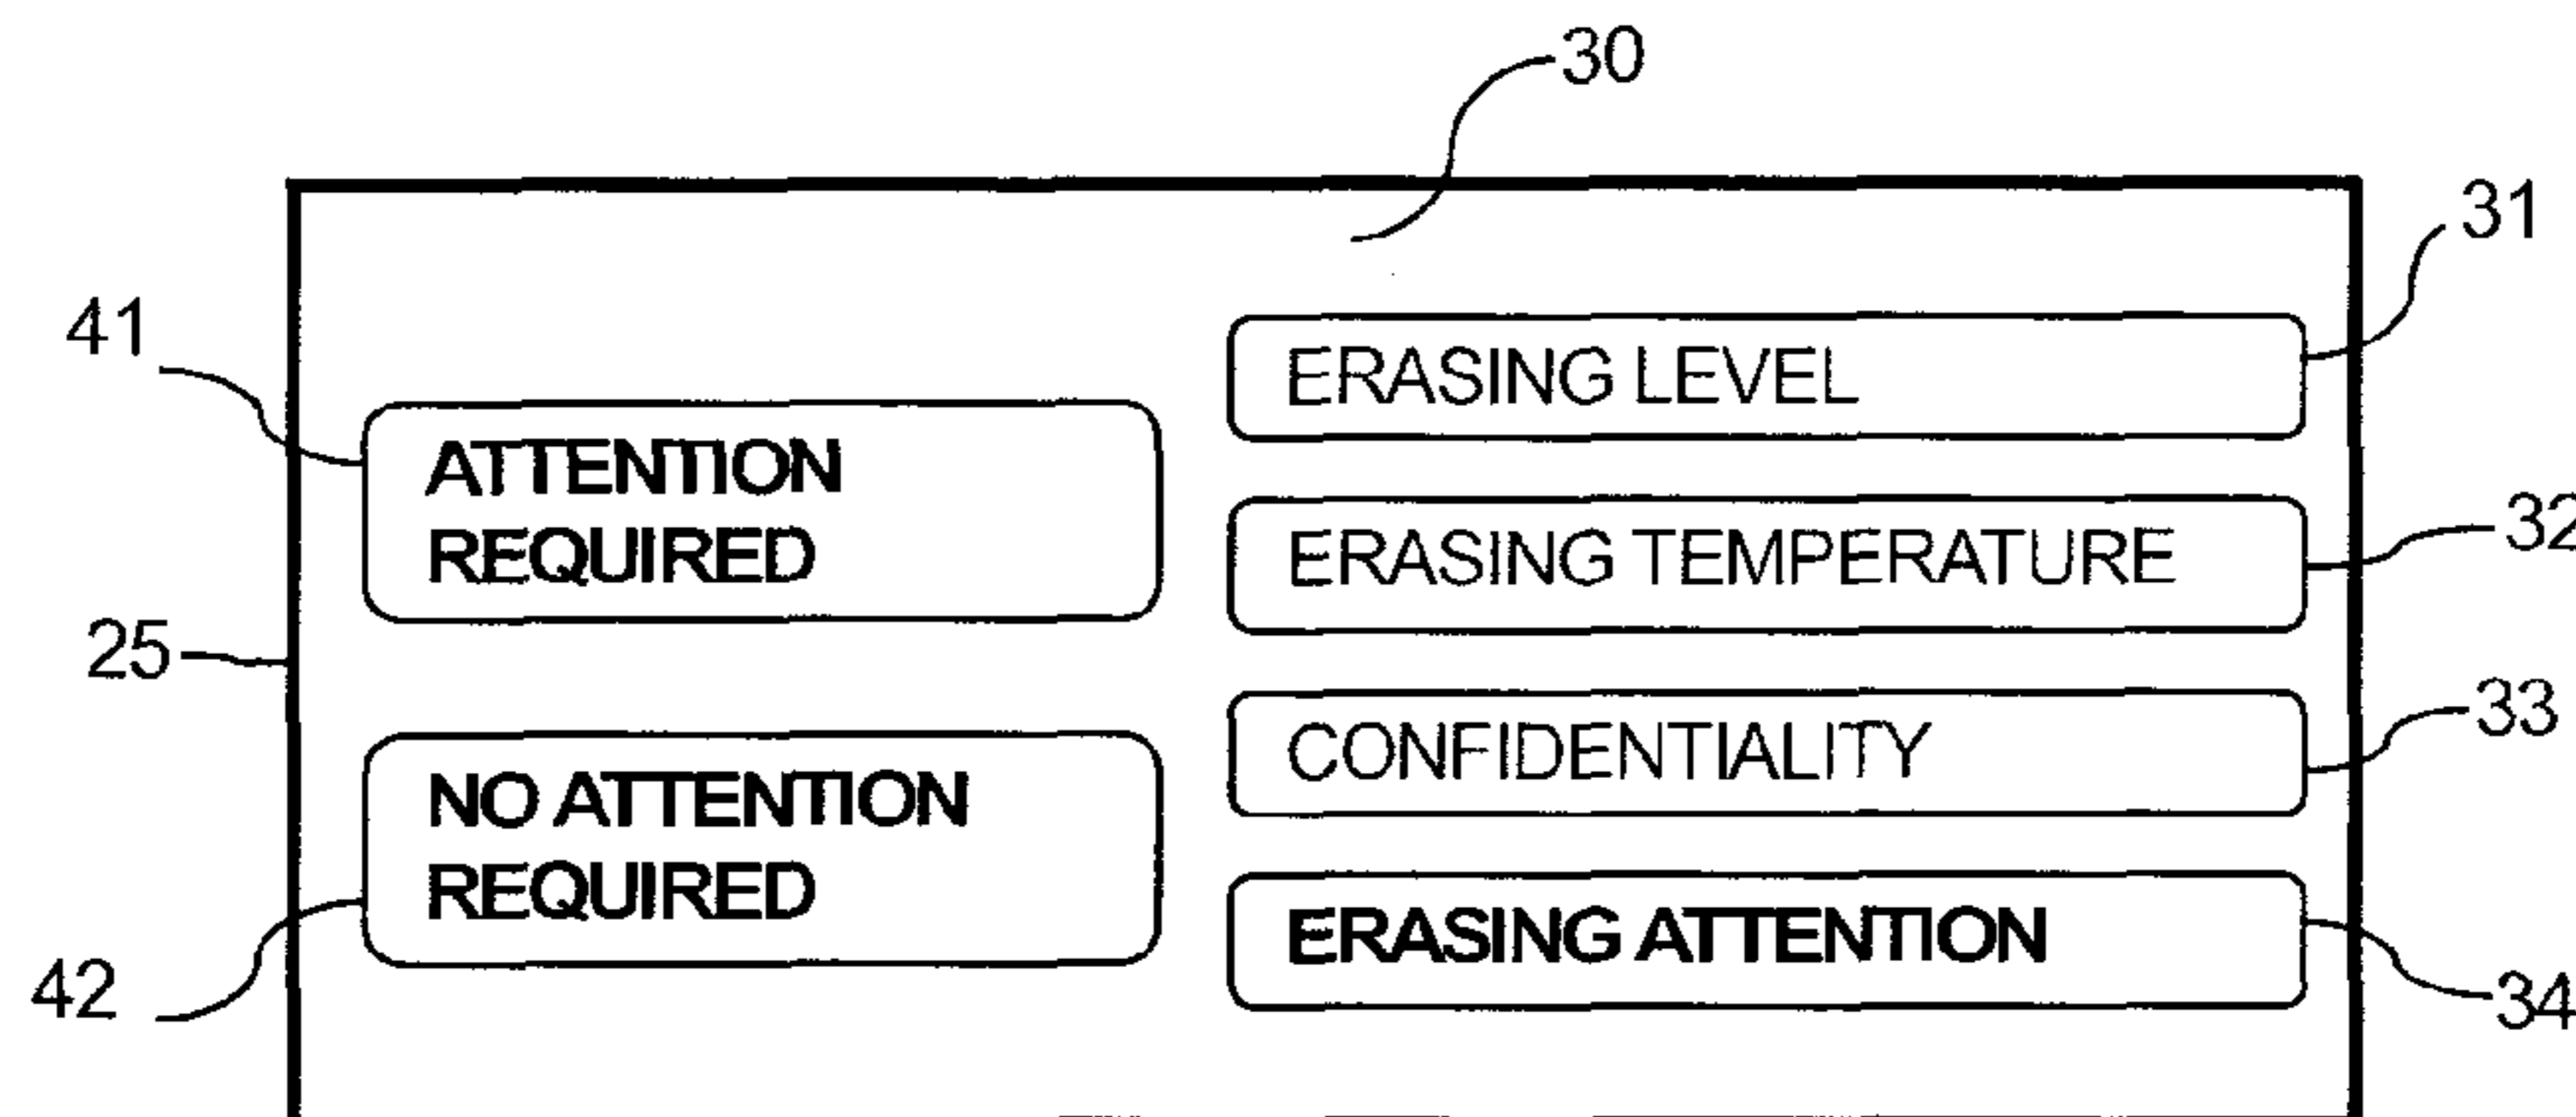 30
31
41
ERASING LEVEL
ATTENTION
REQUIRED
32
ERASING TEMPERATURE
25
33
CONFIDENTIALITY
NO ATTENTION
REQUIRED
42
ERASING ATTENTION
34